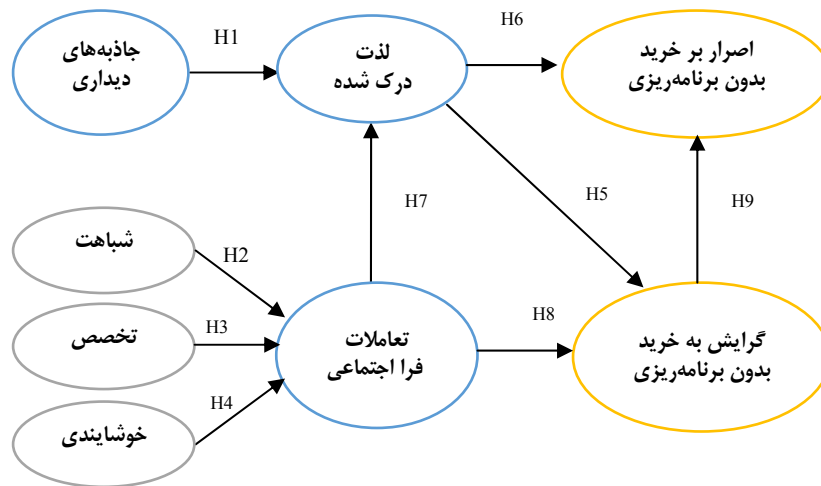 جاذبه‌های
دیداری
H1
لذت
درک شده
H6
اصرار بر خرید
بدون برنامه‌ریزی
H7
H5
H9
شباهت
H2
تخصص
H3
خوشایندی
H4
تعاملات
فرا اجتماعی
H8
گرایش به خرید
بدون برنامه‌ریزی